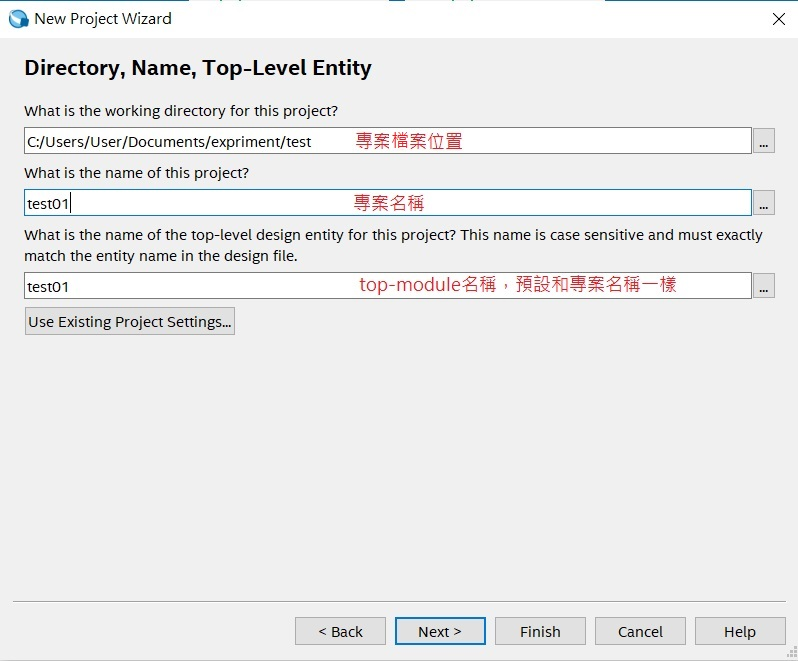 New Project Wizard
Directory, Name, Top-Level Entity
What is the working directory for this project?
C:/Users/User/Documents/expriment/test 專案檔案位置
...
What is the name of this project?
test01 專案名稱
...
What is the name of the top-level design entity for this project? This name is case sensitive and must exactly
match the entity name in the design file.
test01 top-module名稱，預設和專案名稱一樣
...
Use Existing Project Settings...
< Back Next > Finish Cancel Help